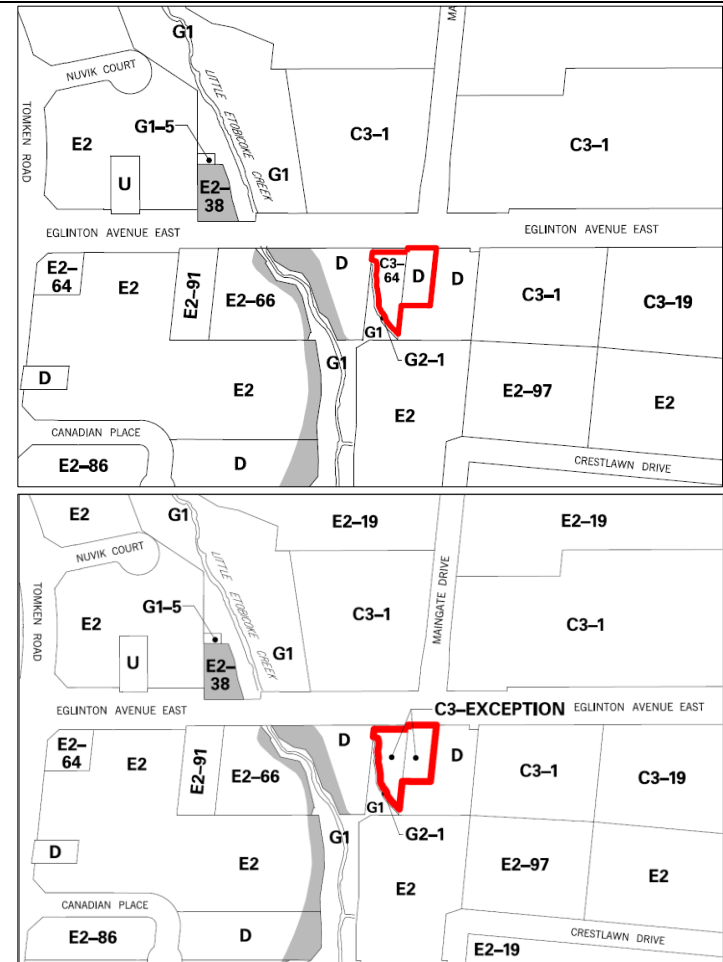 G1
MA
NUVIK COURT
LITTLE ETOBICOKE CREEK
TOMKEN ROAD
G1–5
E2
C3–1
C3–1
U
E2–
38
G1
EGLINTON AVENUE EAST
EGLINTON AVENUE EAST
E2–
64
E2
E2–91
E2–66
D
C3–
64
D
D
C3–1
C3–19
G1
G1
G2–1
D
E2
E2
E2–97
E2
CANADIAN PLACE
E2–86
D
CRESTLAWN DRIVE
E2
G1
E2–19
E2–19
NUVIK COURT
LITTLE ETOBICOKE CREEK
MAINGATE DRIVE
TOMKEN ROAD
G1–5
E2
C3–1
C3–1
U
E2–
38
G1
EGLINTON AVENUE EAST
C3–EXCEPTION
EGLINTON AVENUE EAST
E2–
64
E2
E2–91
E2–66
D
D
C3–1
C3–19
G1
G1
G2–1
D
E2
E2
E2–97
E2
CANADIAN PLACE
E2–86
D
CRESTLAWN DRIVE
E2–19